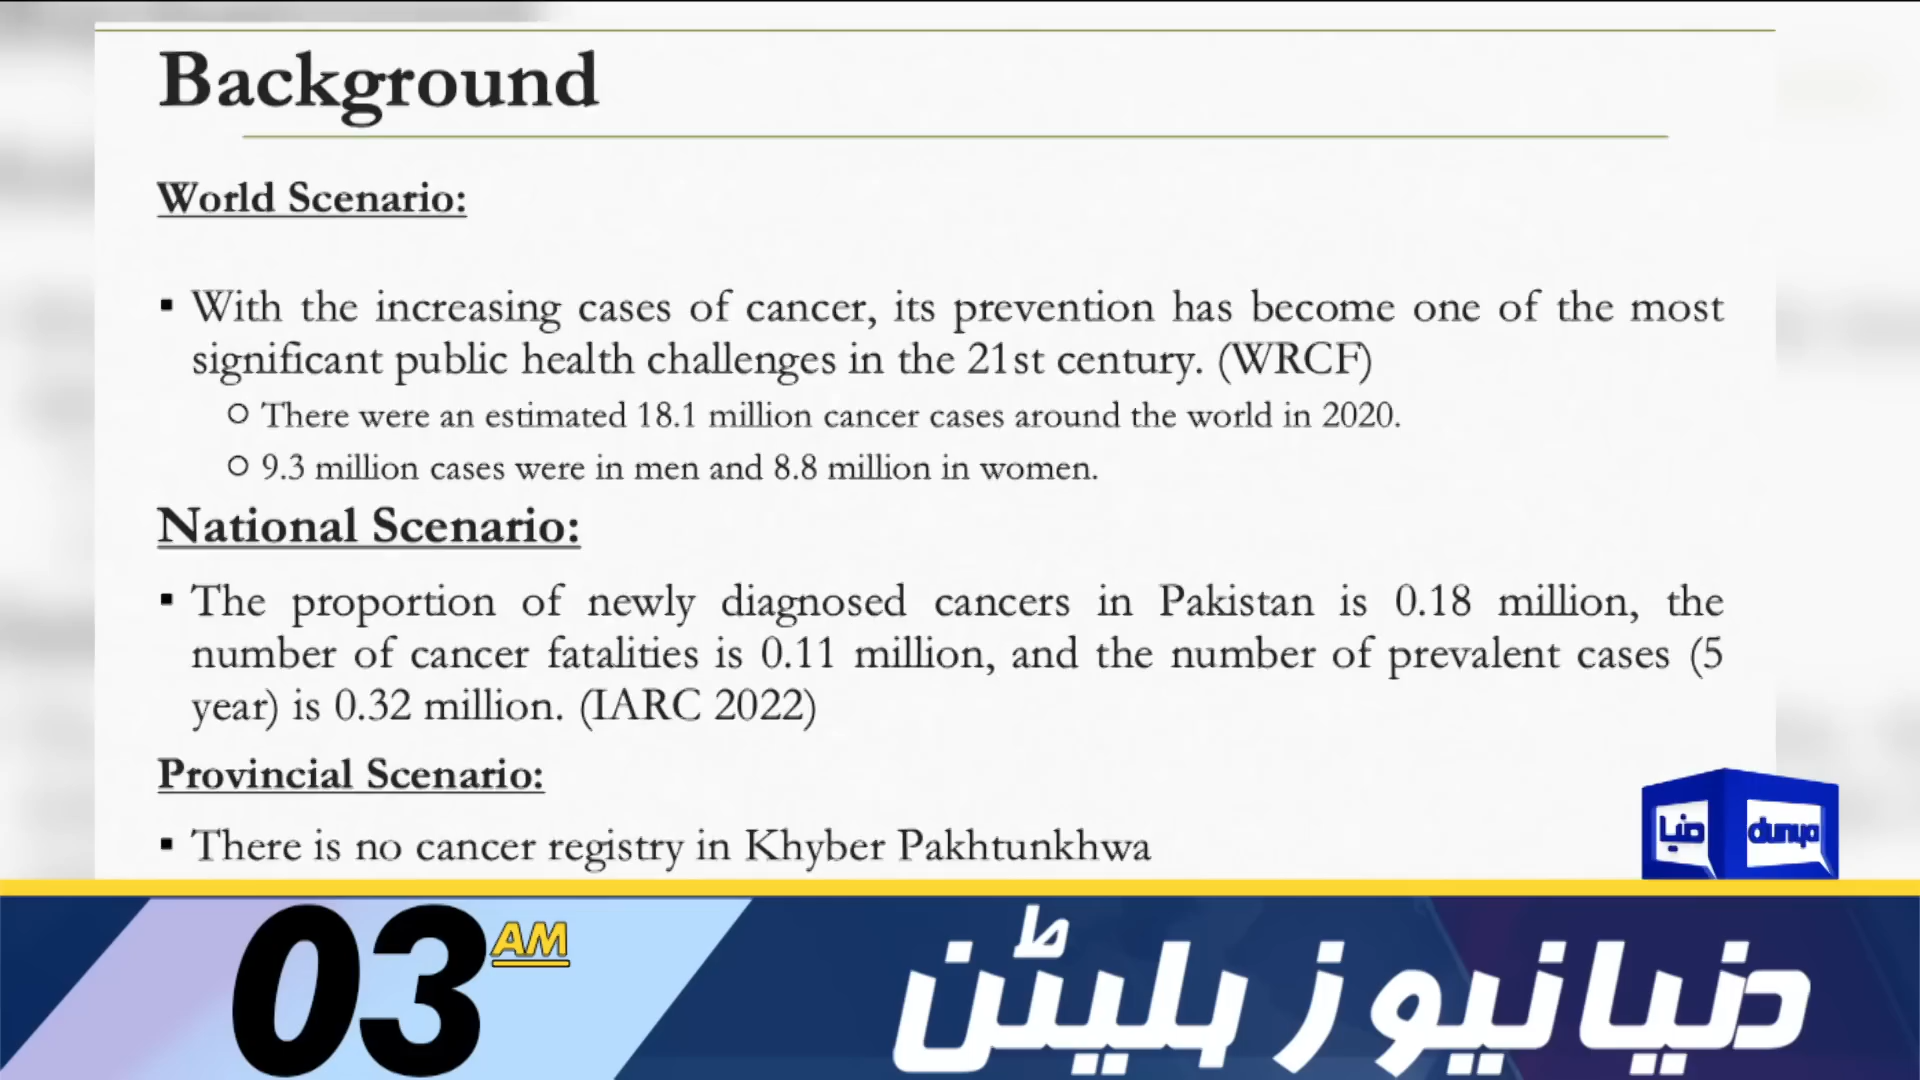 Background
World Scenario:
▪ With the increasing cases of cancer, its prevention has become one of the most
significant public health challenges in the 21st century. (WRCF)
○ There were an estimated 18.1 million cancer cases around the world in 2020.
○ 9.3 million cases were in men and 8.8 million in women.
National Scenario:
▪ The proportion of newly diagnosed cancers in Pakistan is 0.18 million, the
number of cancer fatalities is 0.11 million, and the number of prevalent cases (5
year) is 0.32 million. (IARC 2022)
Provincial Scenario:
▪ There is no cancer registry in Khyber Pakhtunkhwa
دنیا dunya
03 AM
دنیا نیوز بلیٹن